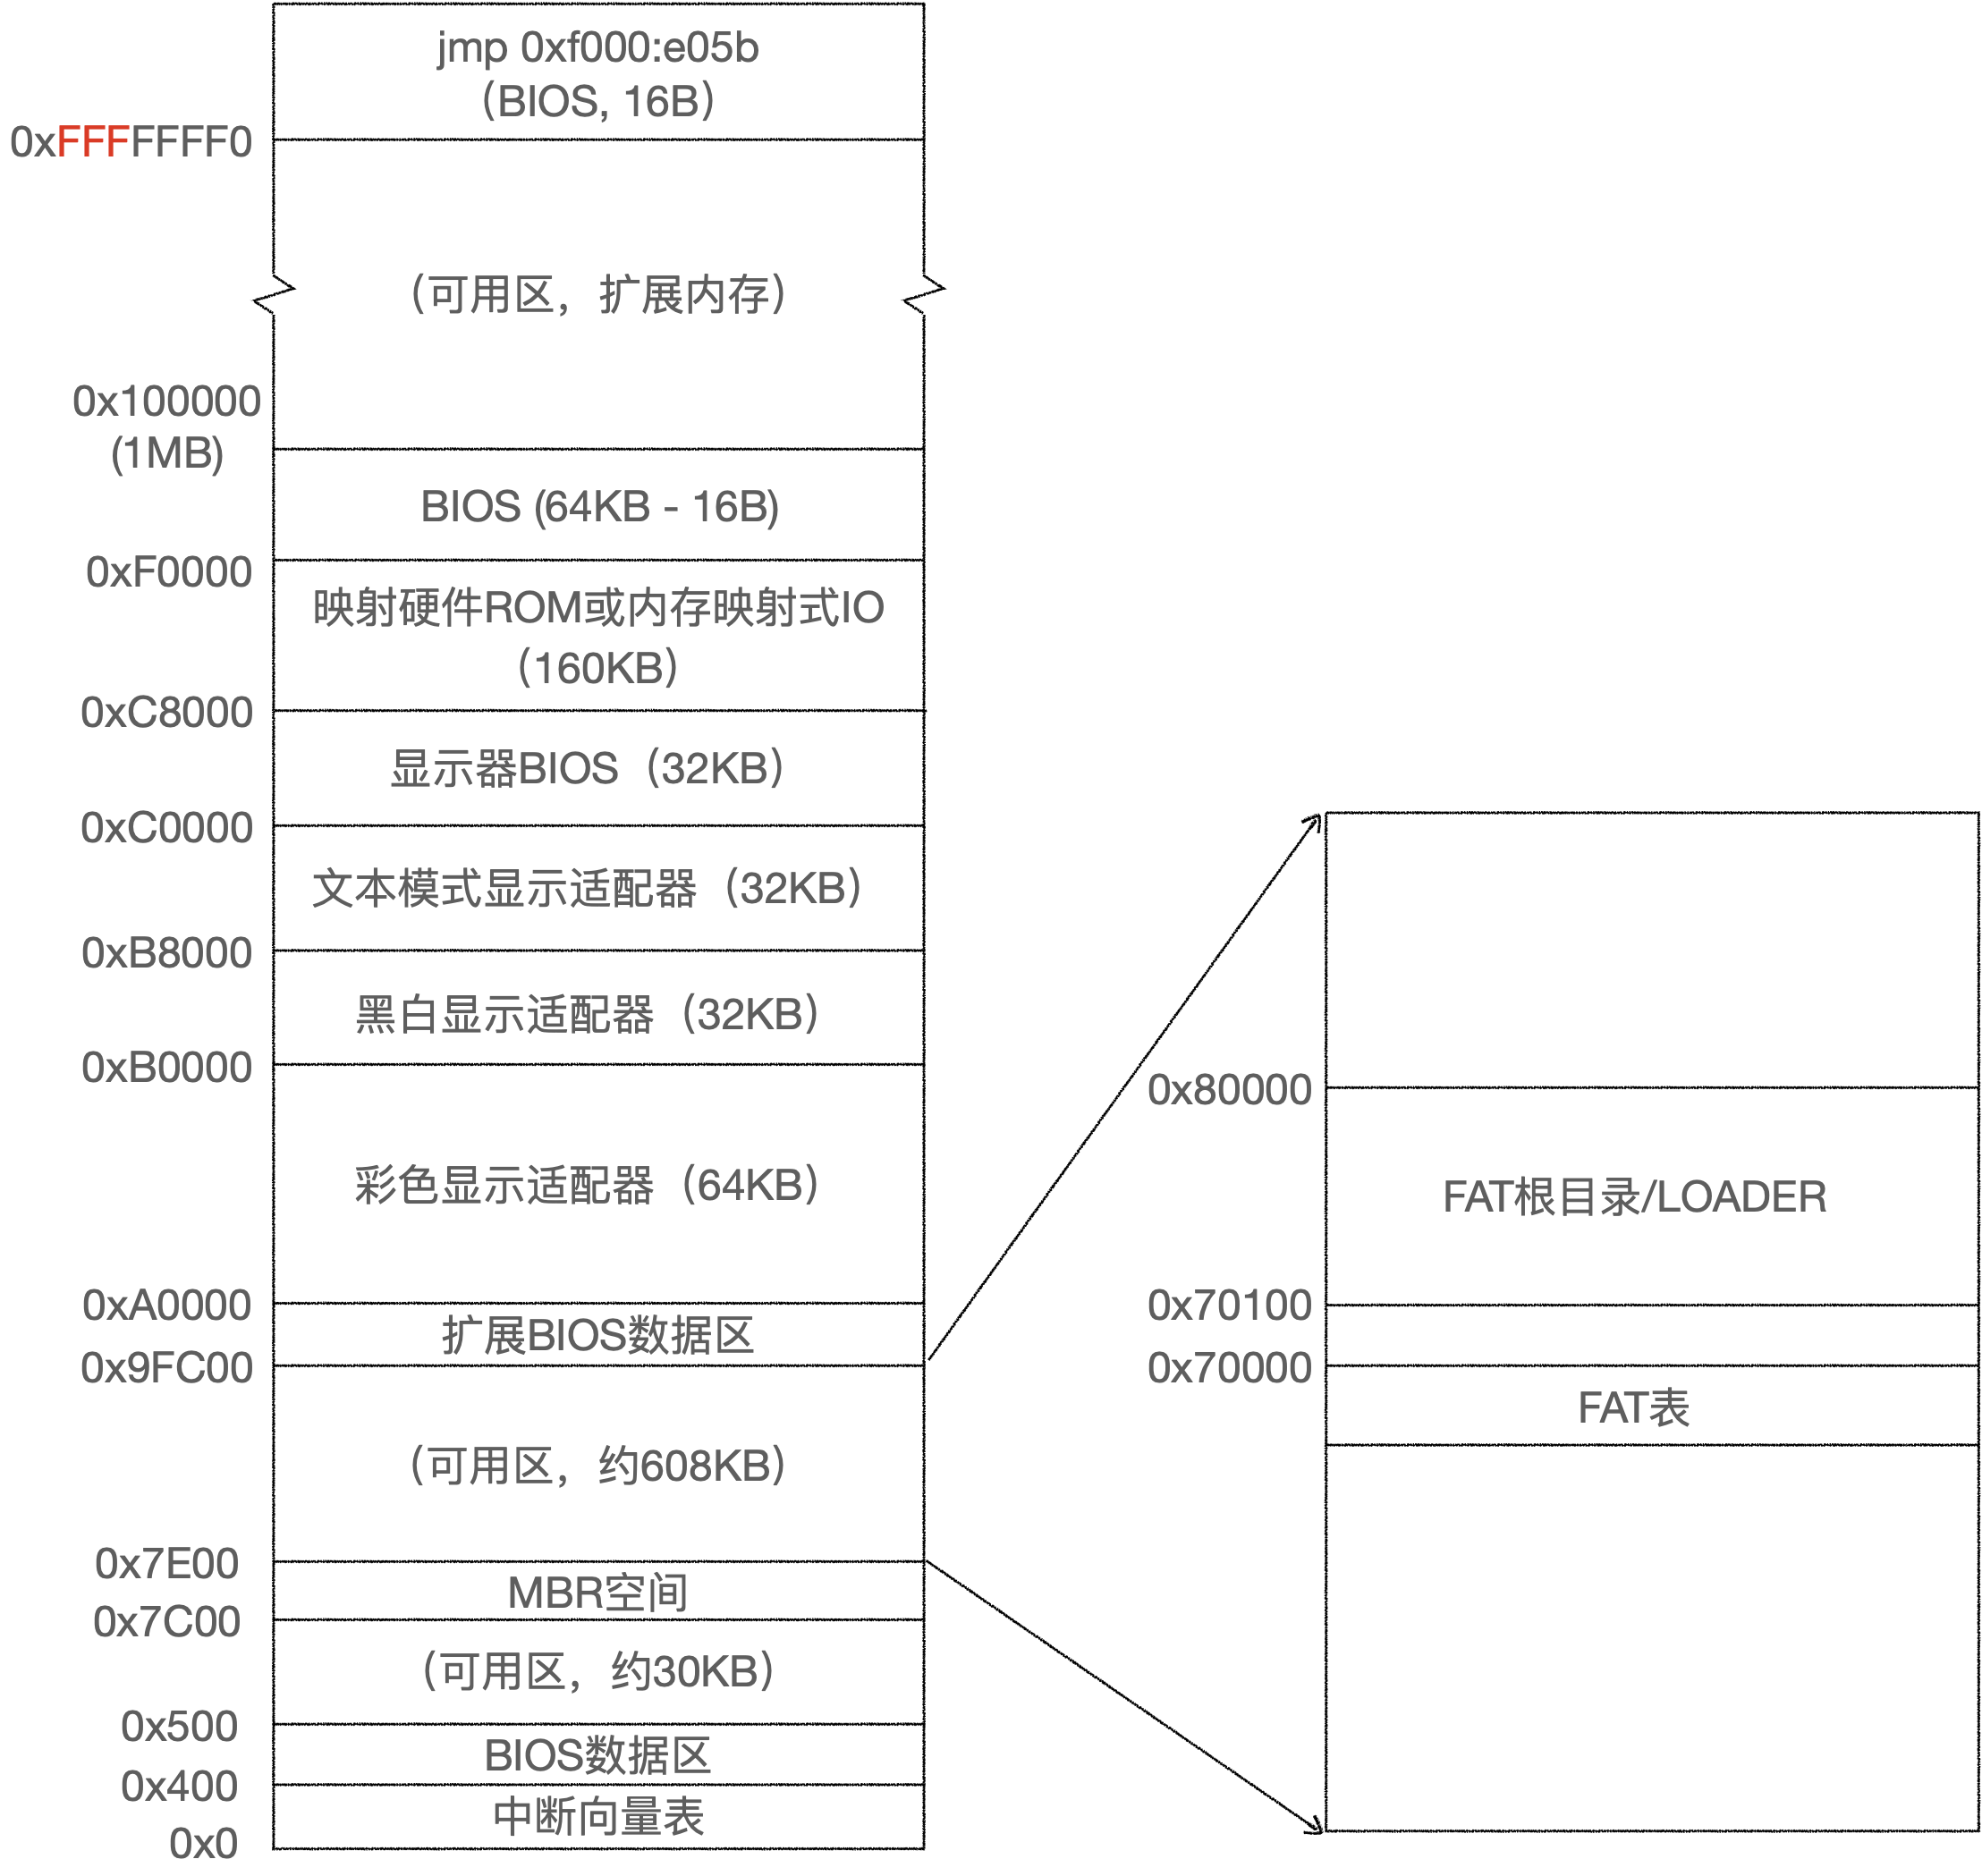 jmp 0xf000:e05b
(BIOS, 16B)
0xFFFFFFF0
(可用区，扩展内存)
0x100000
(1MB)
BIOS (64KB - 16B)
0xF0000
映射硬件ROM或内存映射式IO
(160KB)
0xC8000
显示器BIOS（32KB）
0xC0000
文本模式显示适配器（32KB）
0xB8000
黑白显示适配器（32KB）
0xB0000
彩色显示适配器（64KB）
0xA0000
扩展BIOS数据区
0x9FC00
(可用区，约608KB)
0x7E00
MBR空间
0x7C00
(可用区，约30KB)
0x500
BIOS数据区
0x400
中断向量表
0x0
0x80000
FAT根目录/LOADER
0x70100
0x70000
FAT表